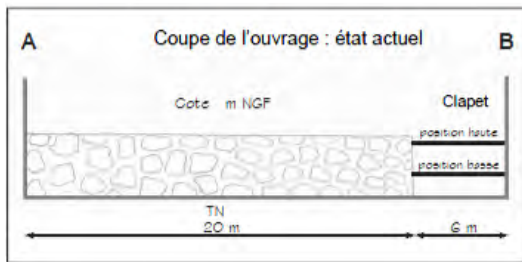 A
Coupe de l'ouvrage : état actuel
B
Cote m NGF
Clapet
position haute
position basse
TN
20 m
6 m